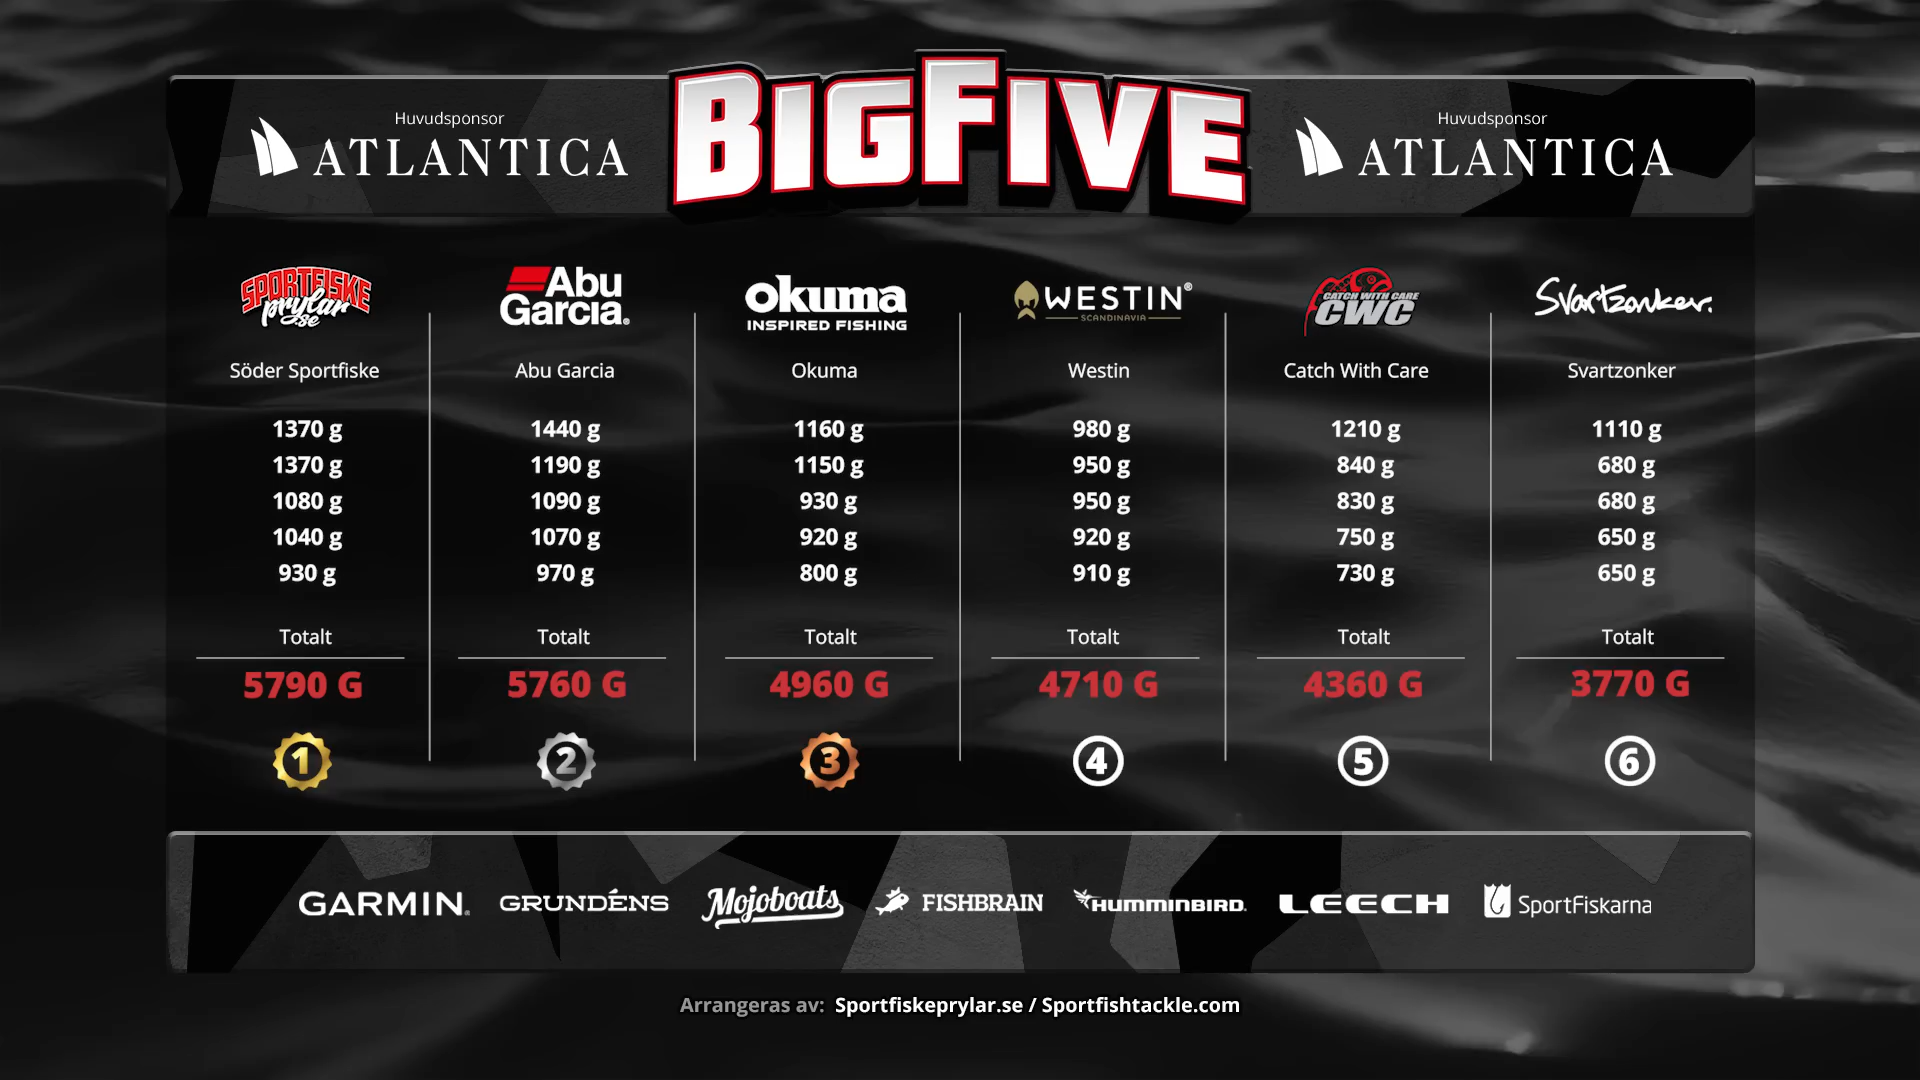 Huvudsponsor
ATLANTICA
BIGFIVE
Huvudsponsor
ATLANTICA
SPORTFISKE
prylar
.se
Abu
Garcia.
okuma
INSPIRED FISHING
WESTIN®
SCANDINAVIA
CATCH WITH CARE
CWC
Svartzonker.
Söder Sportfiske
Abu Garcia
Okuma
Westin
Catch With Care
Svartzonker
1370 g
1370 g
1080 g
1040 g
930 g
Totalt
5790 G
1
1440 g
1190 g
1090 g
1070 g
970 g
Totalt
5760 G
2
1160 g
1150 g
930 g
920 g
800 g
Totalt
4960 G
3
980 g
950 g
950 g
920 g
910 g
Totalt
4710 G
4
1210 g
840 g
830 g
750 g
730 g
Totalt
4360 G
5
1110 g
680 g
680 g
650 g
650 g
Totalt
3770 G
6
GARMIN
GRUNDÉNS
Mojoboats
FISHBRAIN
HUMMINBIRD
LEECH
SportFiskarna
Arrangeras av: Sportfiskeprylar.se / Sportfishtackle.com